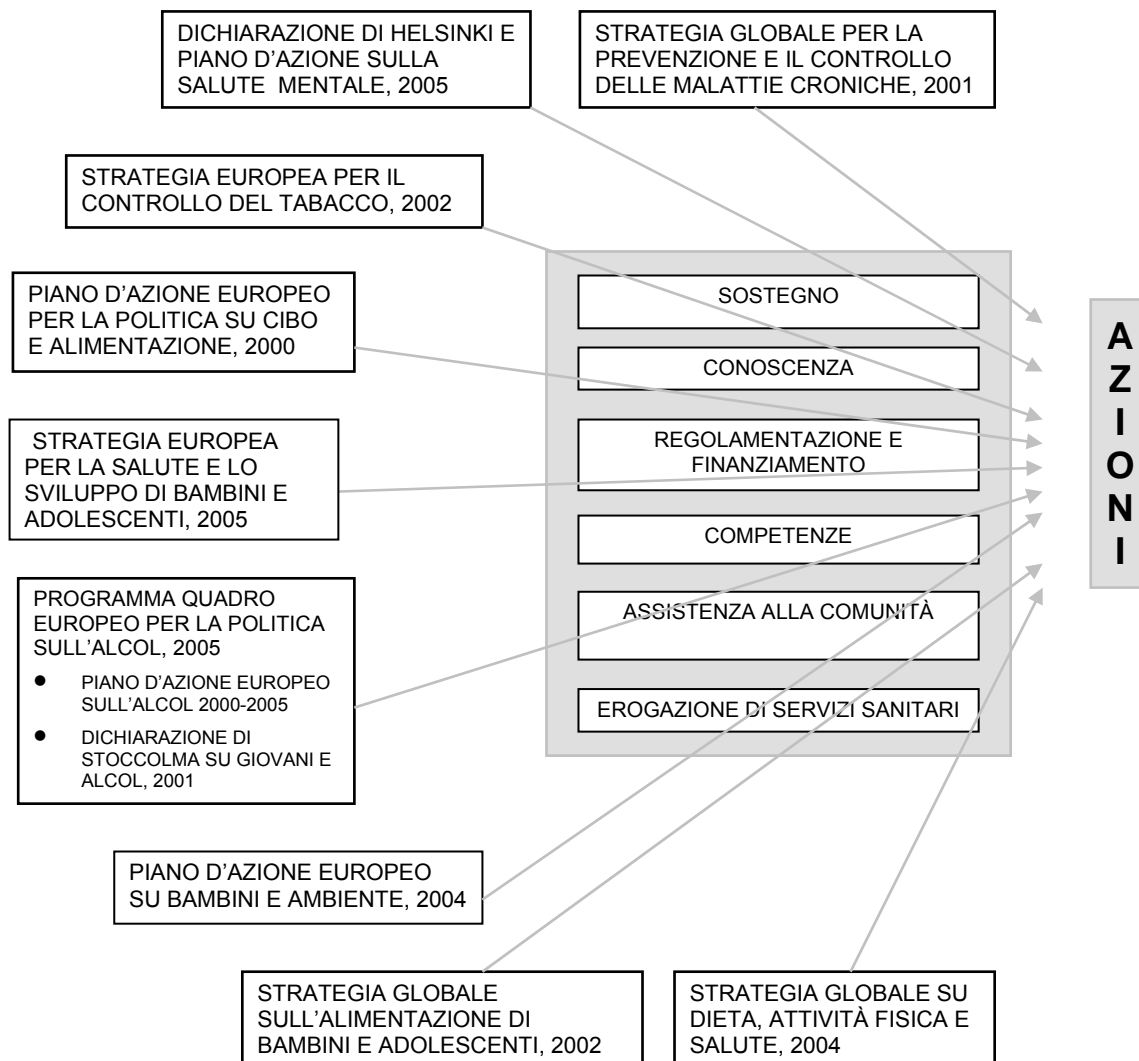 DICHIARAZIONE DI HELSINKI E
PIANO D'AZIONE SULLA
SALUTE MENTALE, 2005
STRATEGIA GLOBALE PER LA
PREVENZIONE E IL CONTROLLO
DELLE MALATTIE CRONICHE, 2001
STRATEGIA EUROPEA PER IL
CONTROLLO DEL TABACCO, 2002
PIANO D'AZIONE EUROPEO
PER LA POLITICA SU CIBO
E ALIMENTAZIONE, 2000
STRATEGIA EUROPEA
PER LA SALUTE E LO
SVILUPPO DI BAMBINI E
ADOLESCENTI, 2005
PROGRAMMA QUADRO
EUROPEO PER LA POLITICA
SULL'ALCOL, 2005
• PIANO D'AZIONE EUROPEO
SULL'ALCOL 2000-2005
• DICHIARAZIONE DI
STOCCOLMA SU GIOVANI E
ALCOL, 2001
SOSTEGNO
CONOSCENZA
REGOLAMENTAZIONE E
FINANZIAMENTO
COMPETENZE
ASSISTENZA ALLA COMUNITÀ
EROGAZIONE DI SERVIZI SANITARI
A
Z
I
O
N
I
PIANO D'AZIONE EUROPEO
SU BAMBINI E AMBIENTE, 2004
STRATEGIA GLOBALE
SULL'ALIMENTAZIONE DI
BAMBINI E ADOLESCENTI, 2002
STRATEGIA GLOBALE SU
DIETA, ATTIVITÀ FISICA E
SALUTE, 2004